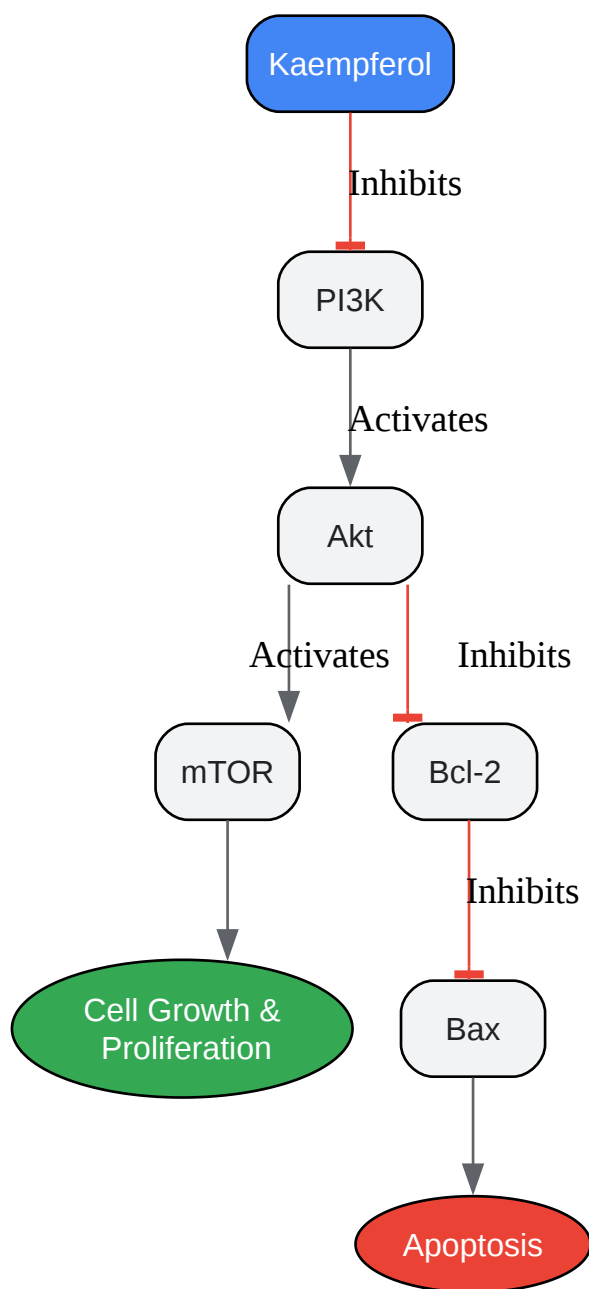 Kaempferol
Inhibits
PI3K
Activates
Akt
Activates
Inhibits
mTOR
Bcl-2
Inhibits
Cell Growth &
Proliferation
Bax
Apoptosis